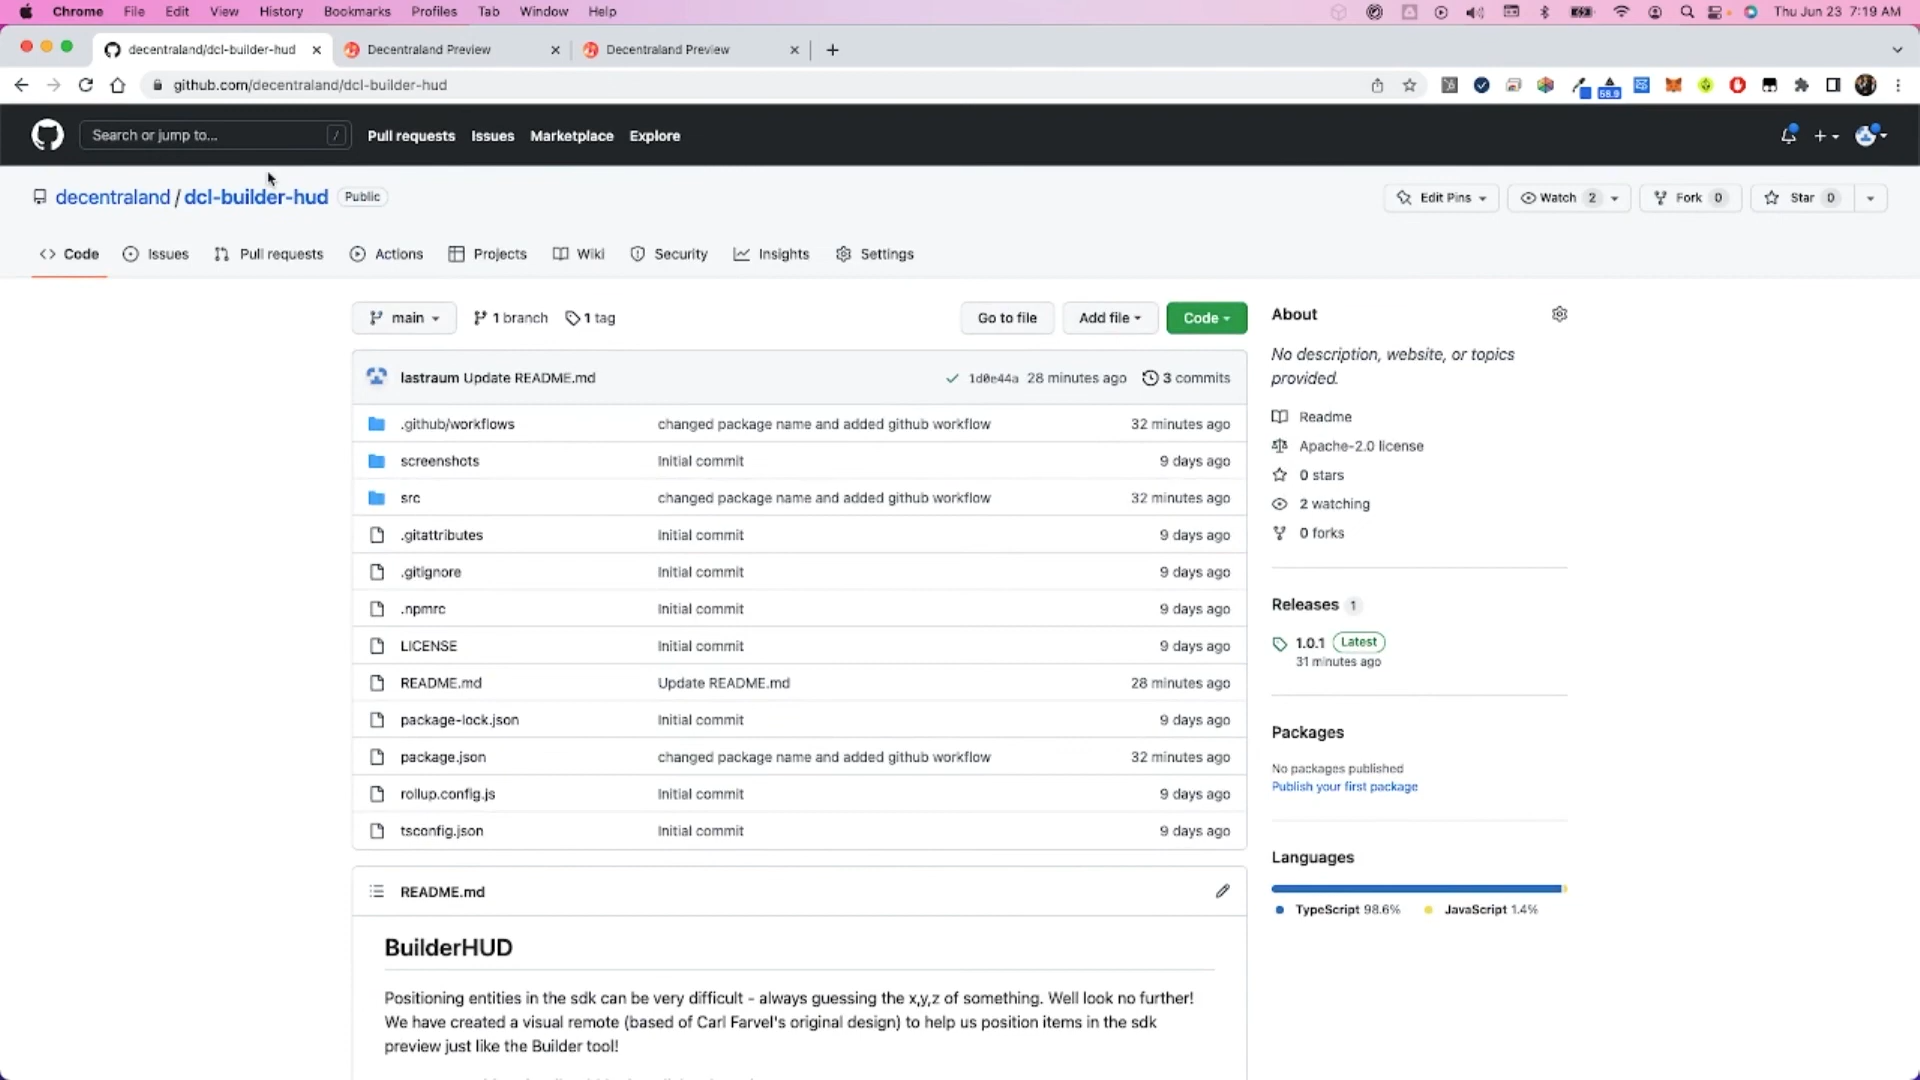 Chrome File Edit View History Bookmarks Profiles Tab Window Help Thu Jun 23 7:19 AM
decentraland/dcl-builder-hud Decentraland Preview Decentraland Preview
github.com/decentraland/dcl-builder-hud 58.9
Search or jump to... / Pull requests Issues Marketplace Explore
decentraland / dcl-builder-hud Public Edit Pins Watch 2 Fork 0 Star 0
Code Issues Pull requests Actions Projects Wiki Security Insights Settings
main 1 branch 1 tag Go to file Add file Code
lastraum Update README.md 1d0e44a 28 minutes ago 3 commits
.github/workflows changed package name and added github workflow 32 minutes ago
screenshots Initial commit 9 days ago
src changed package name and added github workflow 32 minutes ago
.gitattributes Initial commit 9 days ago
.gitignore Initial commit 9 days ago
.npmrc Initial commit 9 days ago
LICENSE Initial commit 9 days ago
README.md Update README.md 28 minutes ago
package-lock.json Initial commit 9 days ago
package.json changed package name and added github workflow 32 minutes ago
rollup.config.js Initial commit 9 days ago
tsconfig.json Initial commit 9 days ago
README.md
BuilderHUD
Positioning entities in the sdk can be very difficult - always guessing the x,y,z of something. Well look no further!
We have created a visual remote (based of Carl Farvel's original design) to help us position items in the sdk
preview just like the Builder tool!
About
No description, website, or topics
provided.
Readme
Apache-2.0 license
0 stars
2 watching
0 forks
Releases 1
1.0.1 Latest
31 minutes ago
Packages
No packages published
Publish your first package
Languages
TypeScript 98.6% JavaScript 1.4%